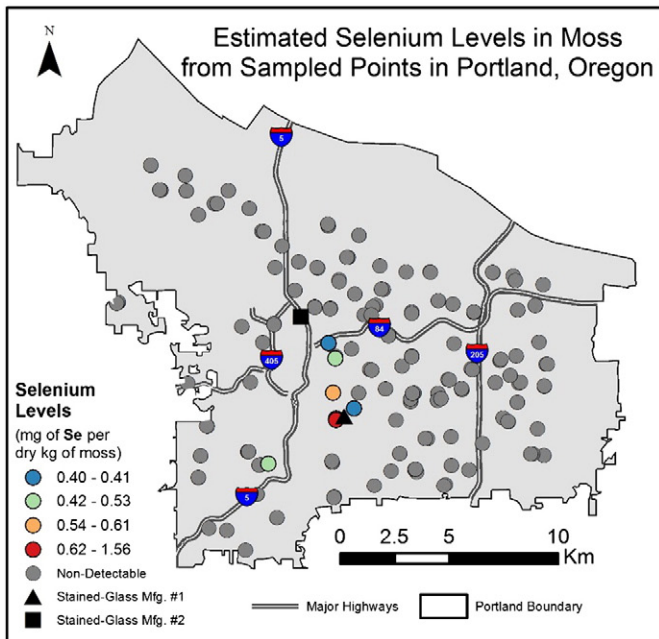 Estimated Selenium Levels in Moss
from Sampled Points in Portland, Oregon
N
5
84
405
205
5
Selenium
Levels
(mg of Se per
dry kg of moss)
0.40 - 0.41
0.42 - 0.53
0.54 - 0.61
0.62 - 1.56
Non-Detectable
Stained-Glass Mfg. #1
Stained-Glass Mfg. #2
0 2.5 5 10
Km
Major Highways
Portland Boundary